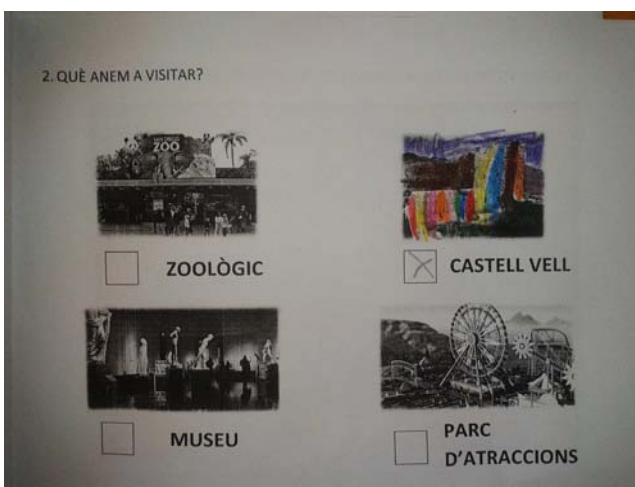 2. QUÈ ANEM A VISITAR?
ZOO
ZOOLÒGIC
CASTELL VELL
MUSEU
PARC
D'ATRACCIONS